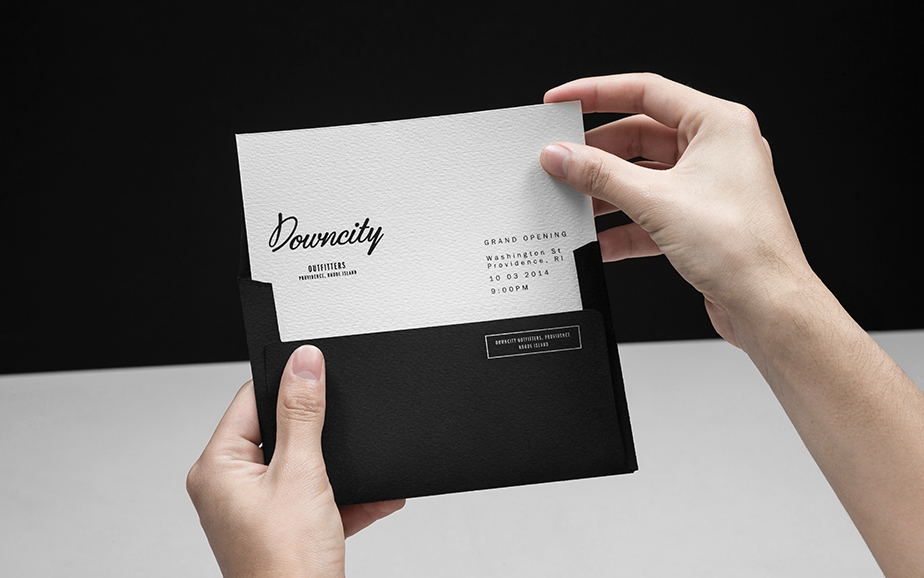 Downcity
OUTFITTERS
PROVIDENCE, RHODE ISLAND
GRAND OPENING
Washington St
Providence, RI
10 03 2014
9:00PM
DOWNCITY OUTFITTERS, PROVIDENCE
RHODE ISLAND